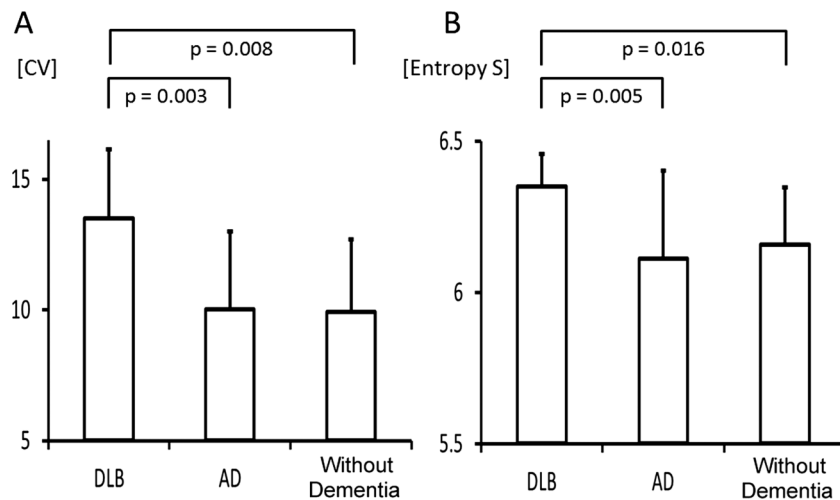 A
[CV]
p = 0.008
p = 0.003
15
10
5
DLB
AD
Without
Dementia
B
[Entropy S]
p = 0.016
p = 0.005
6.5
6
5.5
DLB
AD
Without
Dementia